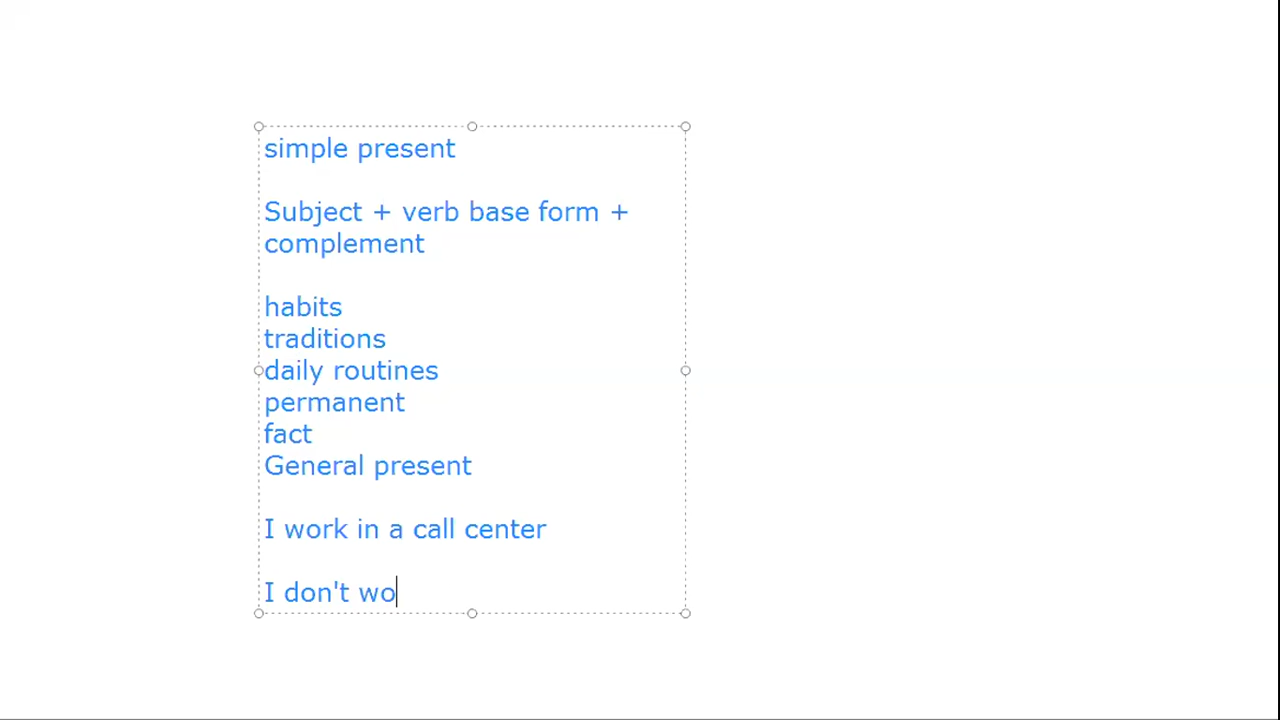 simple present
Subject + verb base form +
complement
habits
traditions
daily routines
permanent
fact
General present
I work in a call center
I don't wo